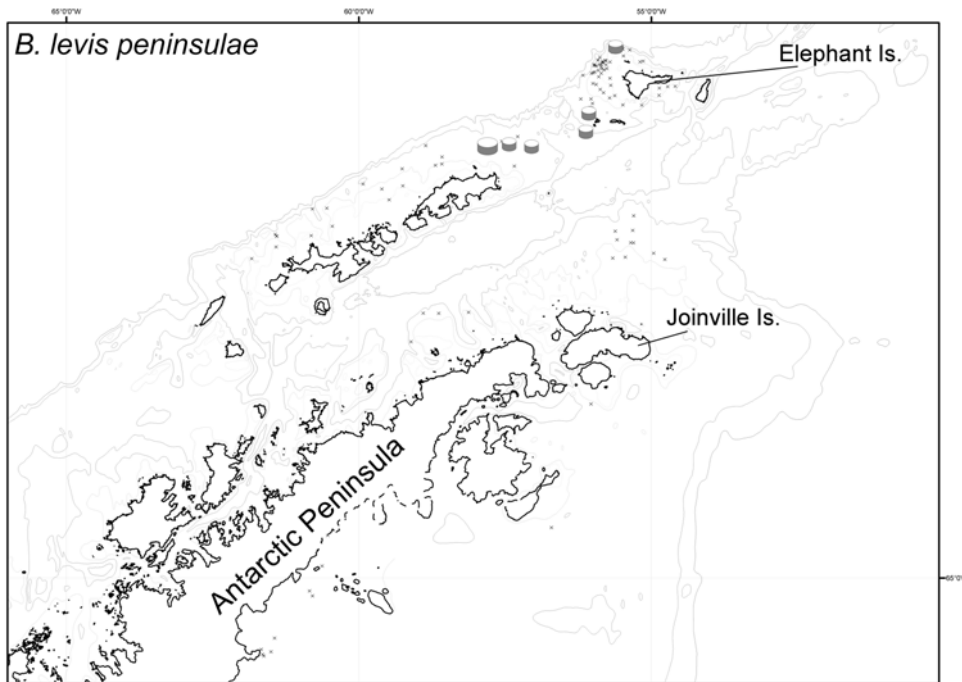 65°0'0"W 60°0'0"W 55°0'0"W
B. levis peninsulae
Elephant Is.
Joinville Is.
Antarctic Peninsula